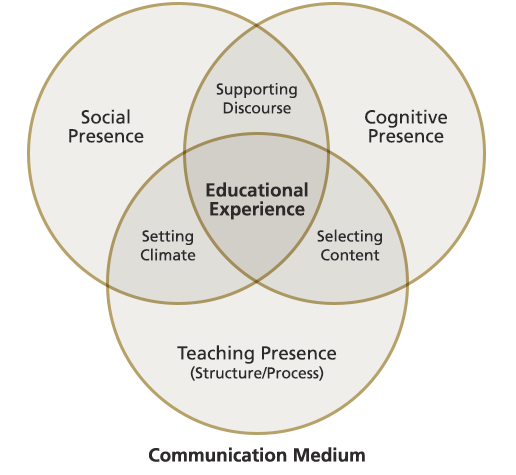 Supporting
Discourse
Social
Presence
Cognitive
Presence
Educational
Experience
Setting
Climate
Selecting
Content
Teaching Presence
(Structure/Process)
Communication Medium